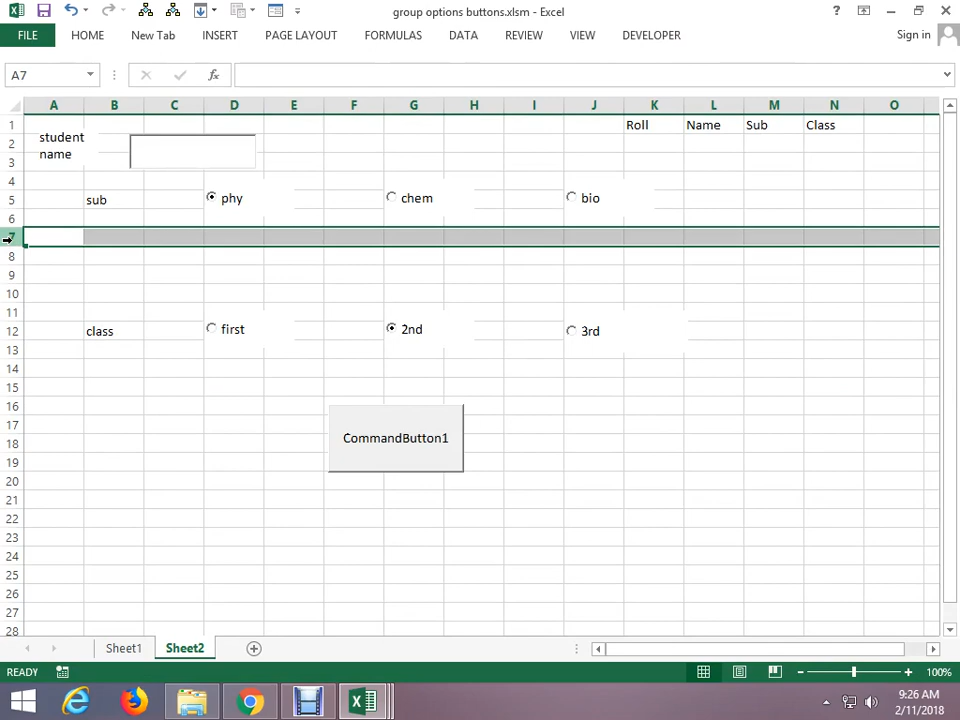 group options buttons.xlsm - Excel
?
FILE HOME New Tab INSERT PAGE LAYOUT FORMULAS DATA REVIEW VIEW DEVELOPER Sign in
A7 fx
A B C D E F G H I J K L M N O
1 Roll Name Sub Class
student
2
name
3
4
5 sub phy chem bio
6
7
8
9
10
11
12 class first 2nd 3rd
13
14
15
16
17
18 CommandButton1
19
20
21
22
23
24
25
26
27
28
Sheet1 Sheet2
READY 100%
9:26 AM
2/11/2018